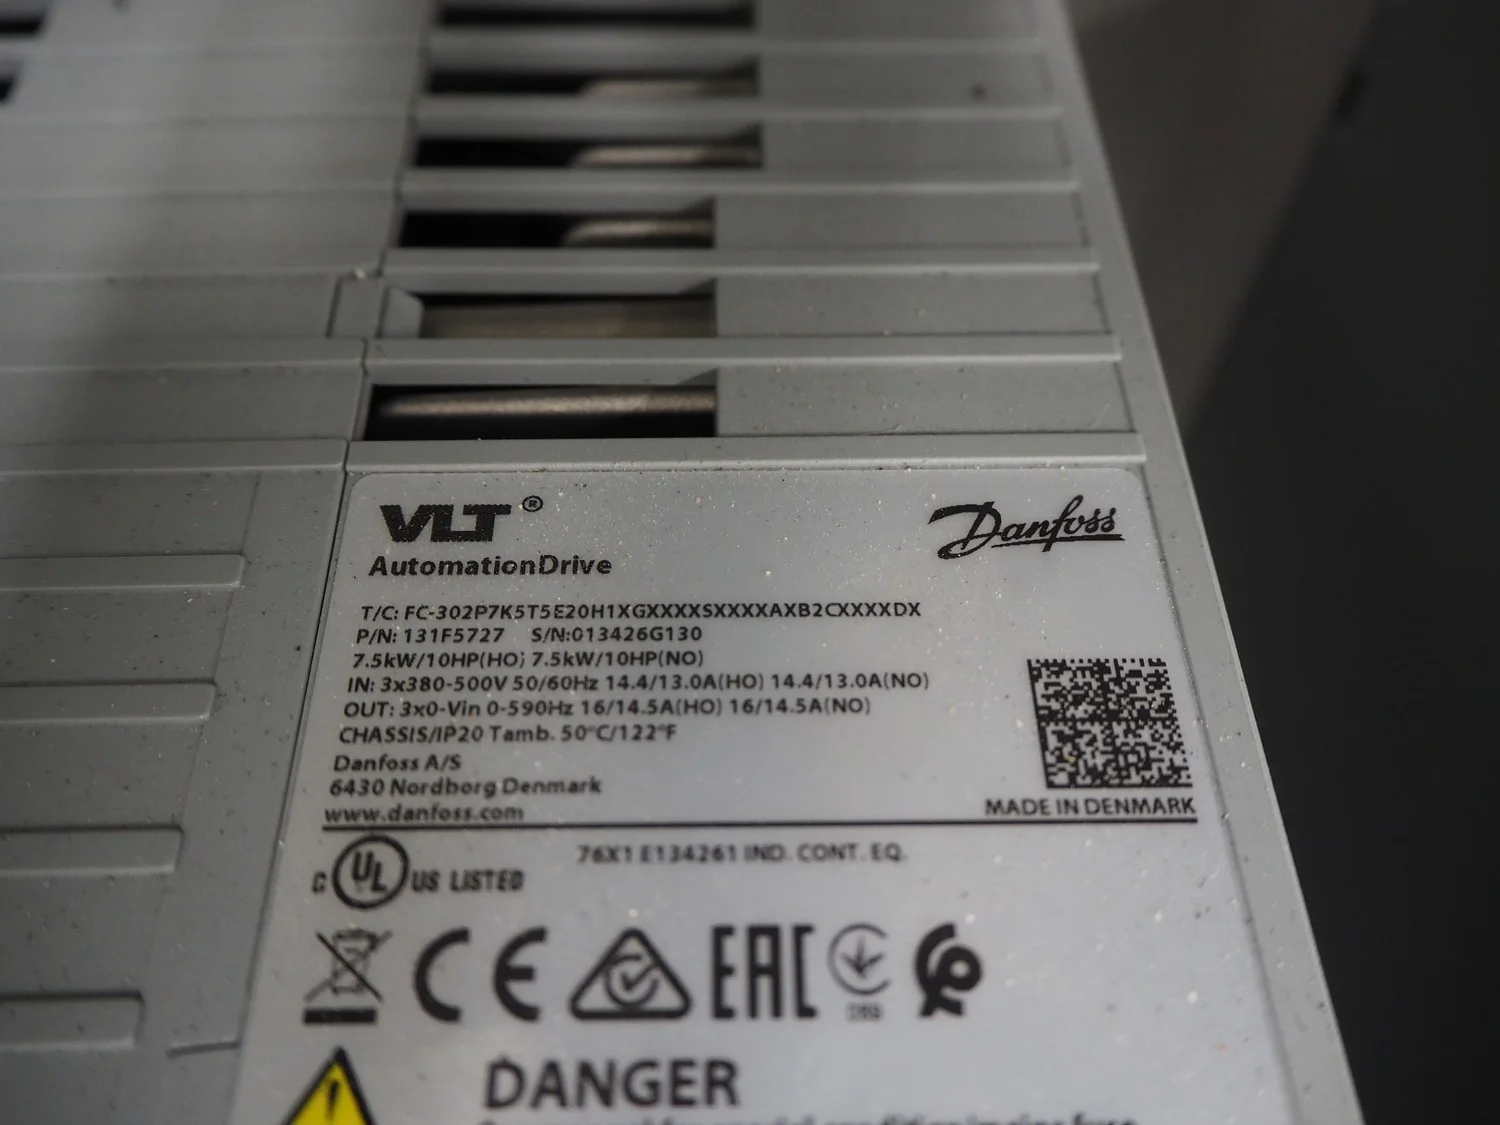 VLT®
Danfoss
AutomationDrive
T/C: FC-302P7K5T5E20H1XGXXXXSXXXXAXB2CXXXXDX
P/N: 131F5727 S/N:013426G130
7.5kW/10HP(HO) 7.5kW/10HP(NO)
IN: 3x380-500V 50/60Hz 14.4/13.0A(HO) 14.4/13.0A(NO)
OUT: 3x0-Vin 0-590Hz 16/14.5A(HO) 16/14.5A(NO)
CHASSIS/IP20 Tamb. 50°C/122°F
Danfoss A/S
6430 Nordborg Denmark
www.danfoss.com
MADE IN DENMARK
76X1 E134261 IND. CONT. EQ.
C UL US LISTED
CE EAC
DANGER